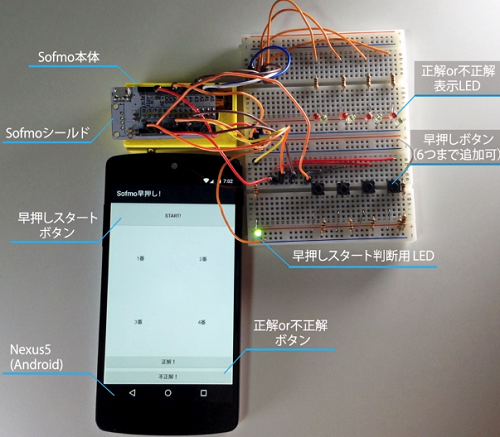 Sofmo本体
Sofmoシールド
正解or不正解
表示LED
早押しボタン
(6つまで追加可)
7:02
Sofmo早押し!
START!
早押しスタート
ボタン
1番
2番
早押しスタート判断用LED
3番
4番
正解or不正解
ボタン
Nexus5
(Android)
正解!
不正解!